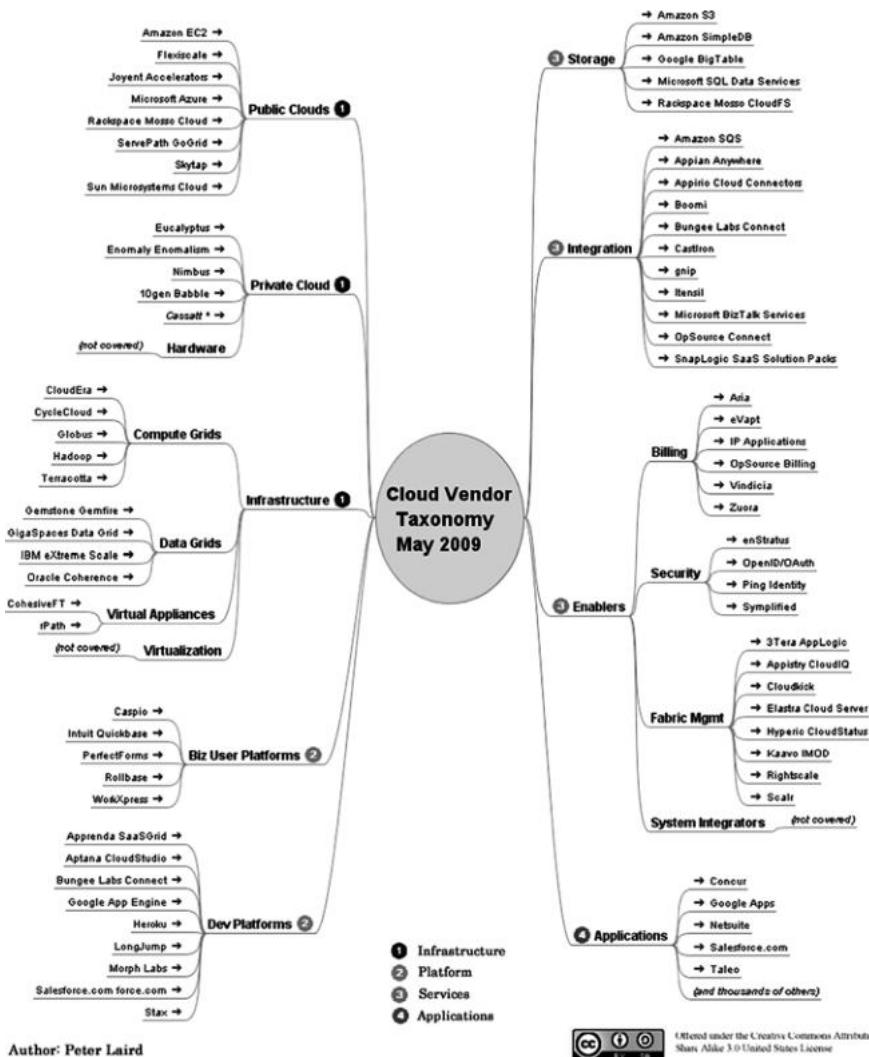 Amazon EC2 →
Flexiscale →
Joyent Accelerators →
Microsoft Azure →
Rackspace Mosso Cloud →
ServePath GoGrid →
Skytap →
Sun Microsystems Cloud →
Public Clouds 1
Eucalyptus →
Enomaly Enomalism →
Nimbus →
10gen Babble →
Cassatt * →
Private Cloud 1
(not covered) Hardware
CloudEra →
CycleCloud →
Globus →
Hadoop →
Terracotta →
Compute Grids
Infrastructure 1
Gemstone Gemfire →
GigaSpaces Data Grid →
IBM eXtreme Scale →
Oracle Coherence →
Data Grids
CohesiveFT →
rPath →
Virtual Appliances
(not covered) Virtualization
Caspio →
Intuit Quickbase →
PerfectForms →
Rollbase →
WorkXpress →
Biz User Platforms 2
Apprenda SaaSGrid →
Aptana CloudStudio →
Bungee Labs Connect →
Google App Engine →
Heroku →
LongJump →
Morph Labs →
Salesforce.com force.com →
Stax →
Dev Platforms 2
Cloud Vendor
Taxonomy
May 2009
3 Storage
→ Amazon S3
→ Amazon SimpleDB
→ Google BigTable
→ Microsoft SQL Data Services
→ Rackspace Mosso CloudFS
3 Integration
→ Amazon SQS
→ Appian Anywhere
→ Appirio Cloud Connectors
→ Boomi
→ Bungee Labs Connect
→ CastIron
→ gnip
→ Itensil
→ Microsoft BizTalk Services
→ OpSource Connect
→ SnapLogic SaaS Solution Packs
3 Enablers
Billing
→ Aria
→ eVapt
→ IP Applications
→ OpSource Billing
→ Vindicia
→ Zuora
Security
→ enStratus
→ OpenID/OAuth
→ Ping Identity
→ Symplified
Fabric Mgmt
→ 3Tera AppLogic
→ Appistry CloudIQ
→ Cloudkick
→ Elastra Cloud Server
→ Hyperic CloudStatus
→ Kaavo IMOD
→ Rightscale
→ Scalr
System Integrators (not covered)
4 Applications
→ Concur
→ Google Apps
→ Netsuite
→ Salesforce.com
→ Taleo
(and thousands of others)
1 Infrastructure
2 Platform
3 Services
4 Applications
Author: Peter Laird
cc
Offered under the Creative Commons Attribut
Share Alike 3.0 United States License